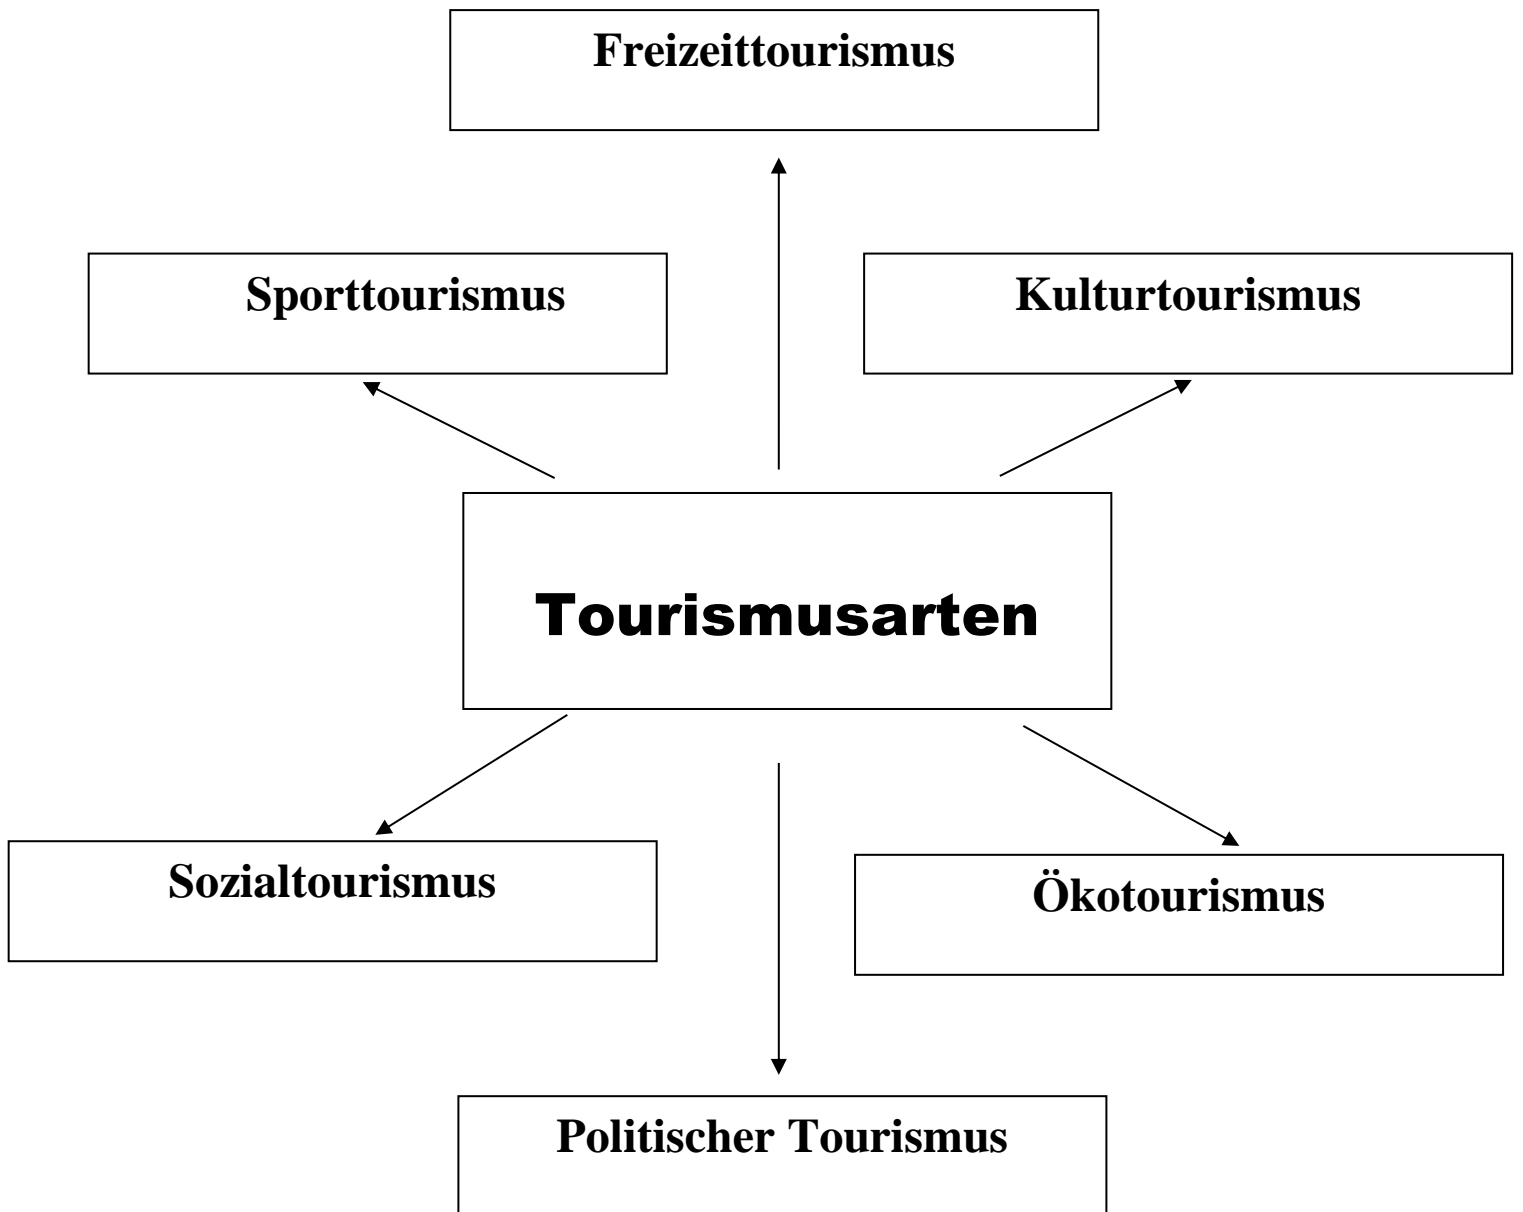 Freizeittourismus
Sporttourismus
Kulturtourismus
Tourismusarten
Sozialtourismus
Ökotourismus
Politischer Tourismus